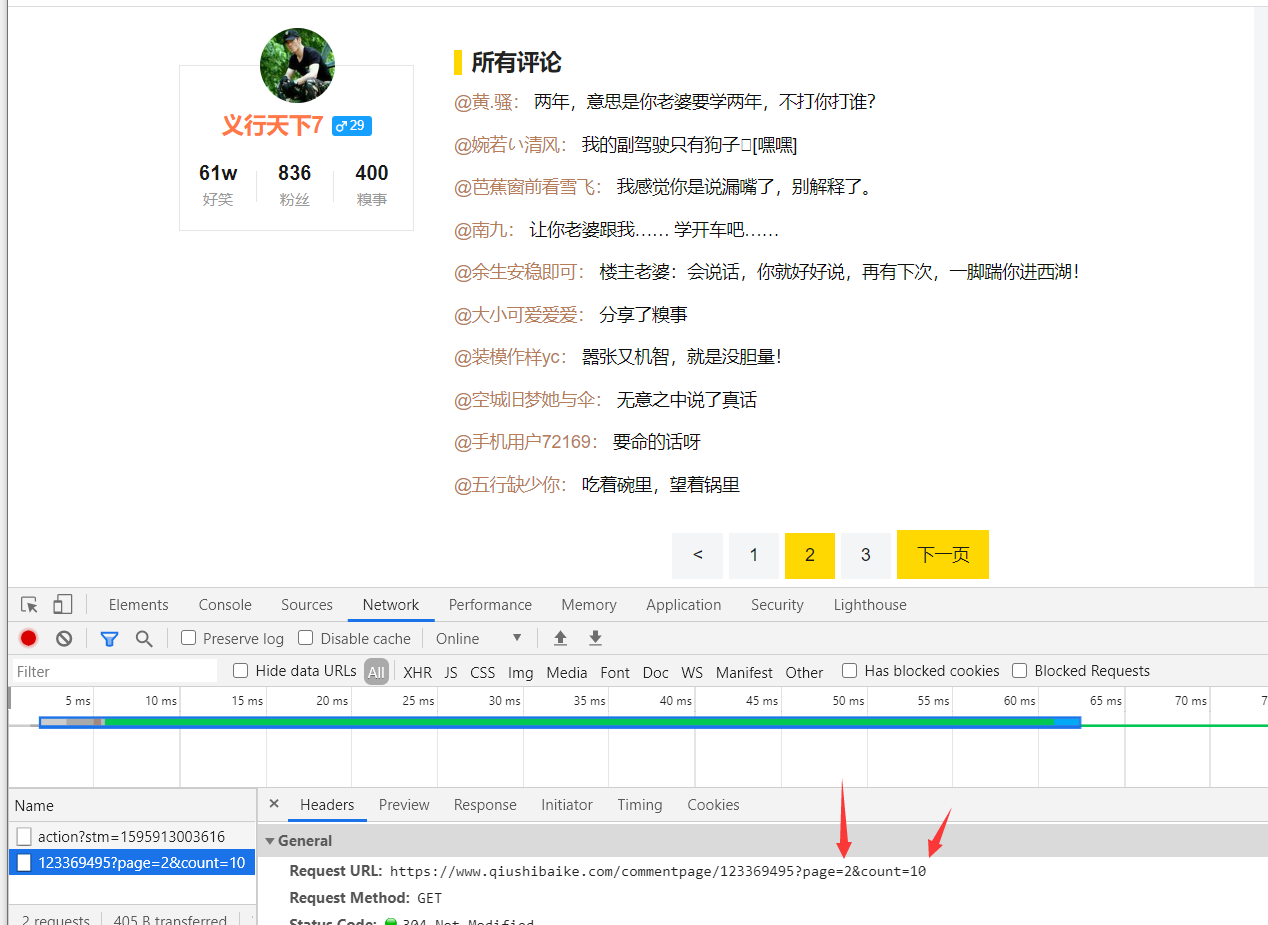 所有评论
义行天下7 ♂29
61w 836 400
好笑 粉丝 糗事
@黄.骚： 两年，意思是你老婆要学两年，不打你打谁？
@婉若い清风： 我的副驾驶只有狗子▯[嘿嘿]
@芭蕉窗前看雪飞： 我感觉你是说漏嘴了，别解释了。
@南九： 让你老婆跟我…… 学开车吧……
@余生安稳即可： 楼主老婆：会说话，你就好好说，再有下次，一脚踹你进西湖！
@大小可爱爱爱： 分享了糗事
@装模作样yc： 嚣张又机智，就是没胆量！
@空城旧梦她与伞： 无意之中说了真话
@手机用户72169： 要命的话呀
@五行缺少你： 吃着碗里，望着锅里
< 1 2 3 下一页
Elements Console Sources Network Performance Memory Application Security Lighthouse
Preserve log Disable cache Online
Filter Hide data URLs All XHR JS CSS Img Media Font Doc WS Manifest Other Has blocked cookies Blocked Requests
5 ms 10 ms 15 ms 20 ms 25 ms 30 ms 35 ms 40 ms 45 ms 50 ms 55 ms 60 ms 65 ms 70 ms 7
Name
× Headers Preview Response Initiator Timing Cookies
action?stm=1595913003616
General
123369495?page=2&count=10
Request URL: https://www.qiushibaike.com/commentpage/123369495?page=2&count=10
Request Method: GET
2 requests 405 B transferred
Status Code: 304 Not Modified